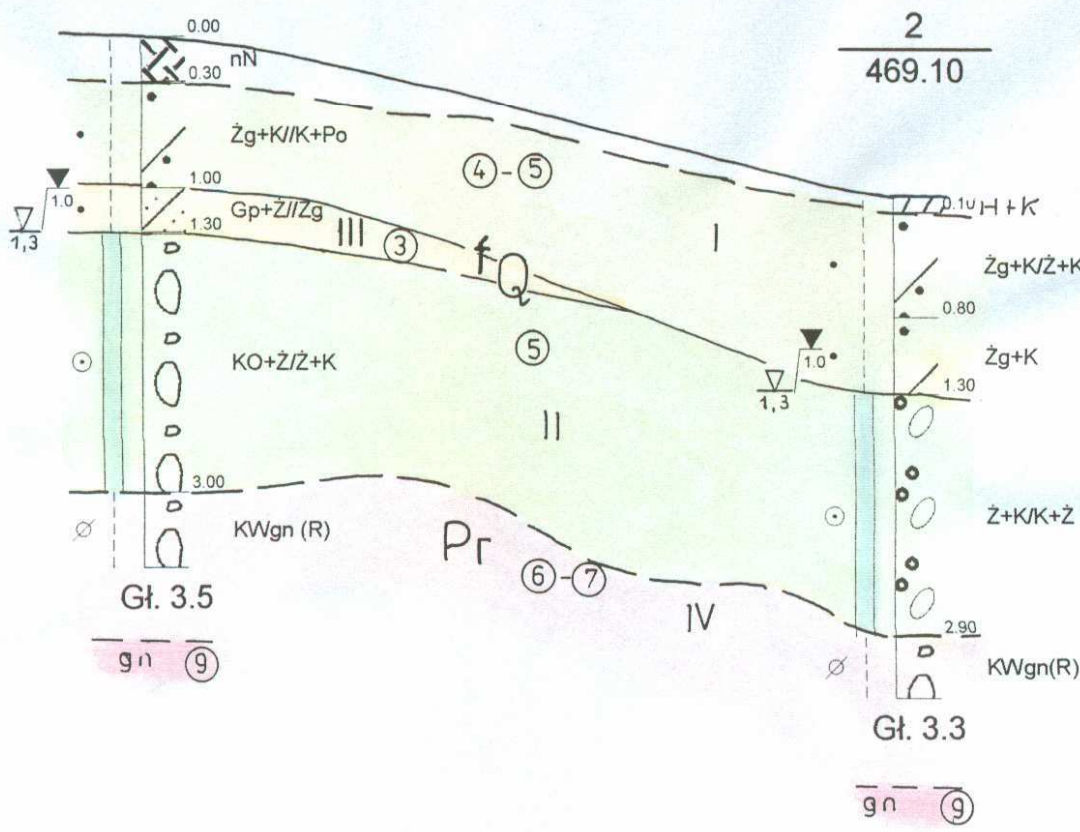 2
469.10
0.00
nN
0.30
Żg+K//K+Po
④-⑤
1.00
1.0
Gp+Ż//Żg
1.30
1,3
III ③
f Q
I
0.10 H+K
Żg+K/Ż+K
0.80
Żg+K
1.30
1.0
1,3
⑤
KO+Ż/Ż+K
II
3.00
KWgn (R)
Pr
⑥-⑦
IV
Ż+K/K+Ż
2.90
KWgn(R)
Gł. 3.5
gn ⑨
Gł. 3.3
gn ⑨